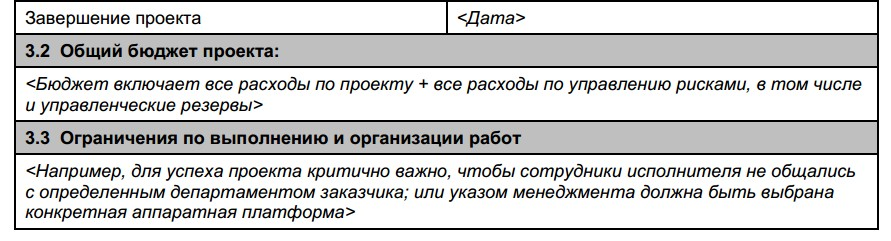 Завершение проекта <Дата>
3.2 Общий бюджет проекта:
<Бюджет включает все расходы по проекту + все расходы по управлению рисками, в том числе
и управленческие резервы>
3.3 Ограничения по выполнению и организации работ
<Например, для успеха проекта критично важно, чтобы сотрудники исполнителя не общались
с определенным департаментом заказчика; или указом менеджмента должна быть выбрана
конкретная аппаратная платформа>